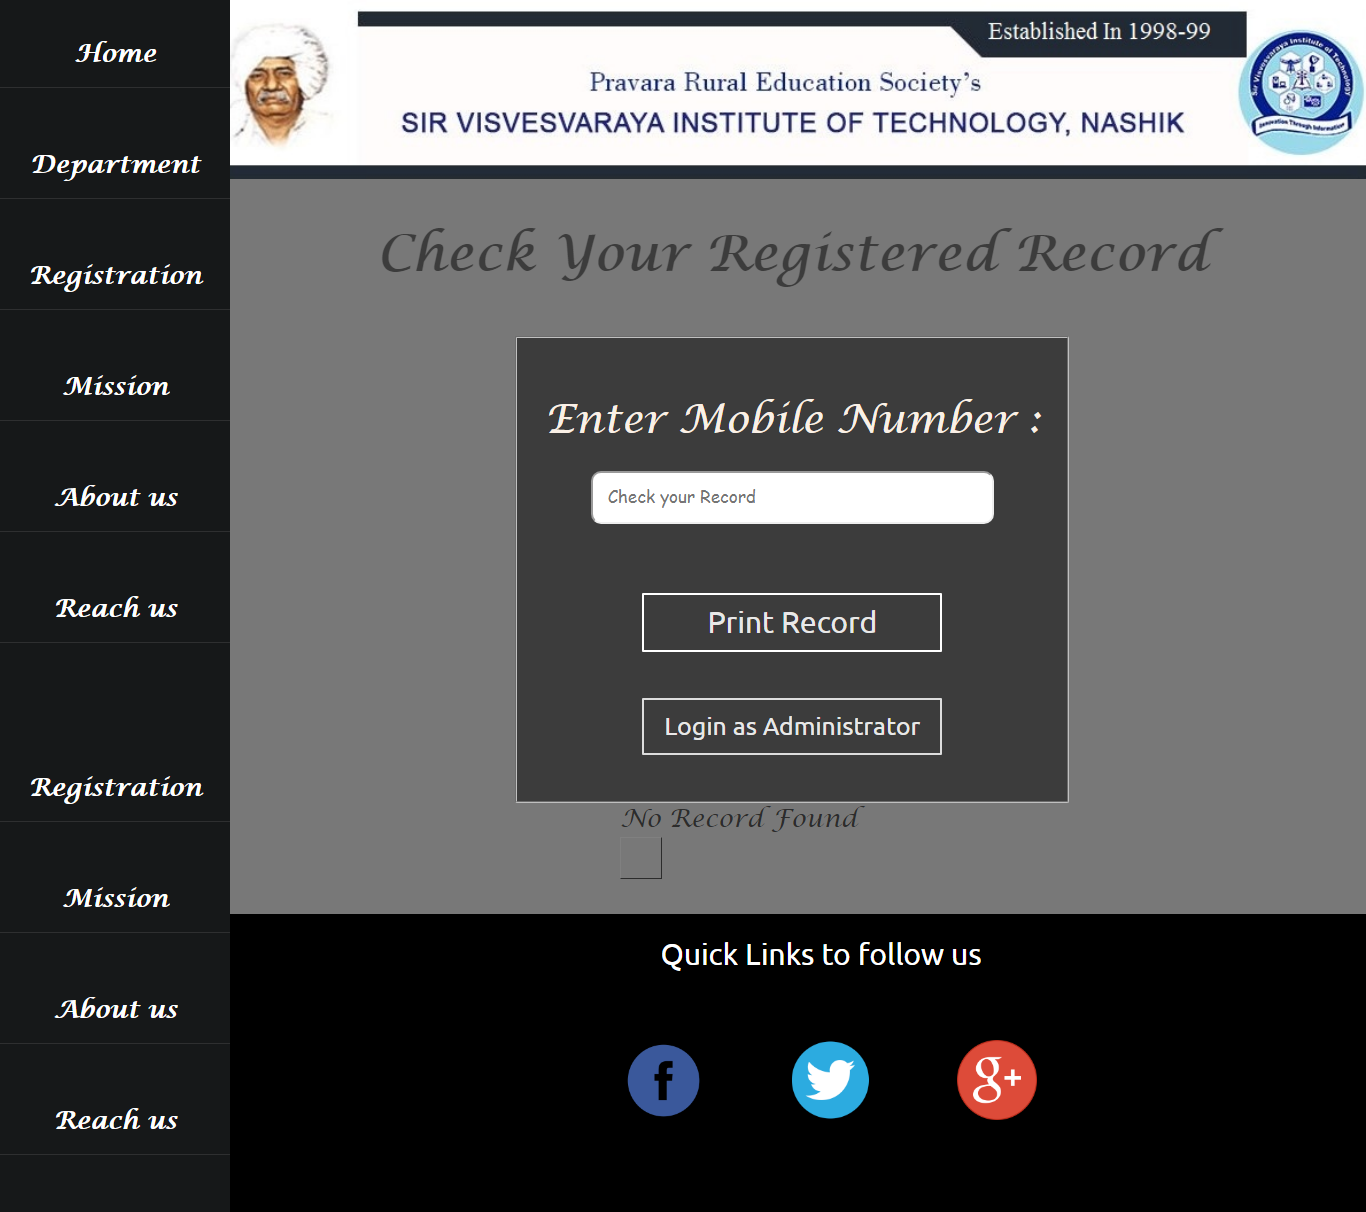 Home
Department
Registration
Mission
About us
Reach us
Registration
Mission
About us
Reach us
Established In 1998-99
Pravara Rural Education Society's
SIR VISVESVARAYA INSTITUTE OF TECHNOLOGY, NASHIK
Sir Visvesvaraya Institute of Technology
Innovation Through Information
Check Your Registered Record
Enter Mobile Number :
Check your Record
Print Record
Login as Administrator
No Record Found
Quick Links to follow us
f
g+